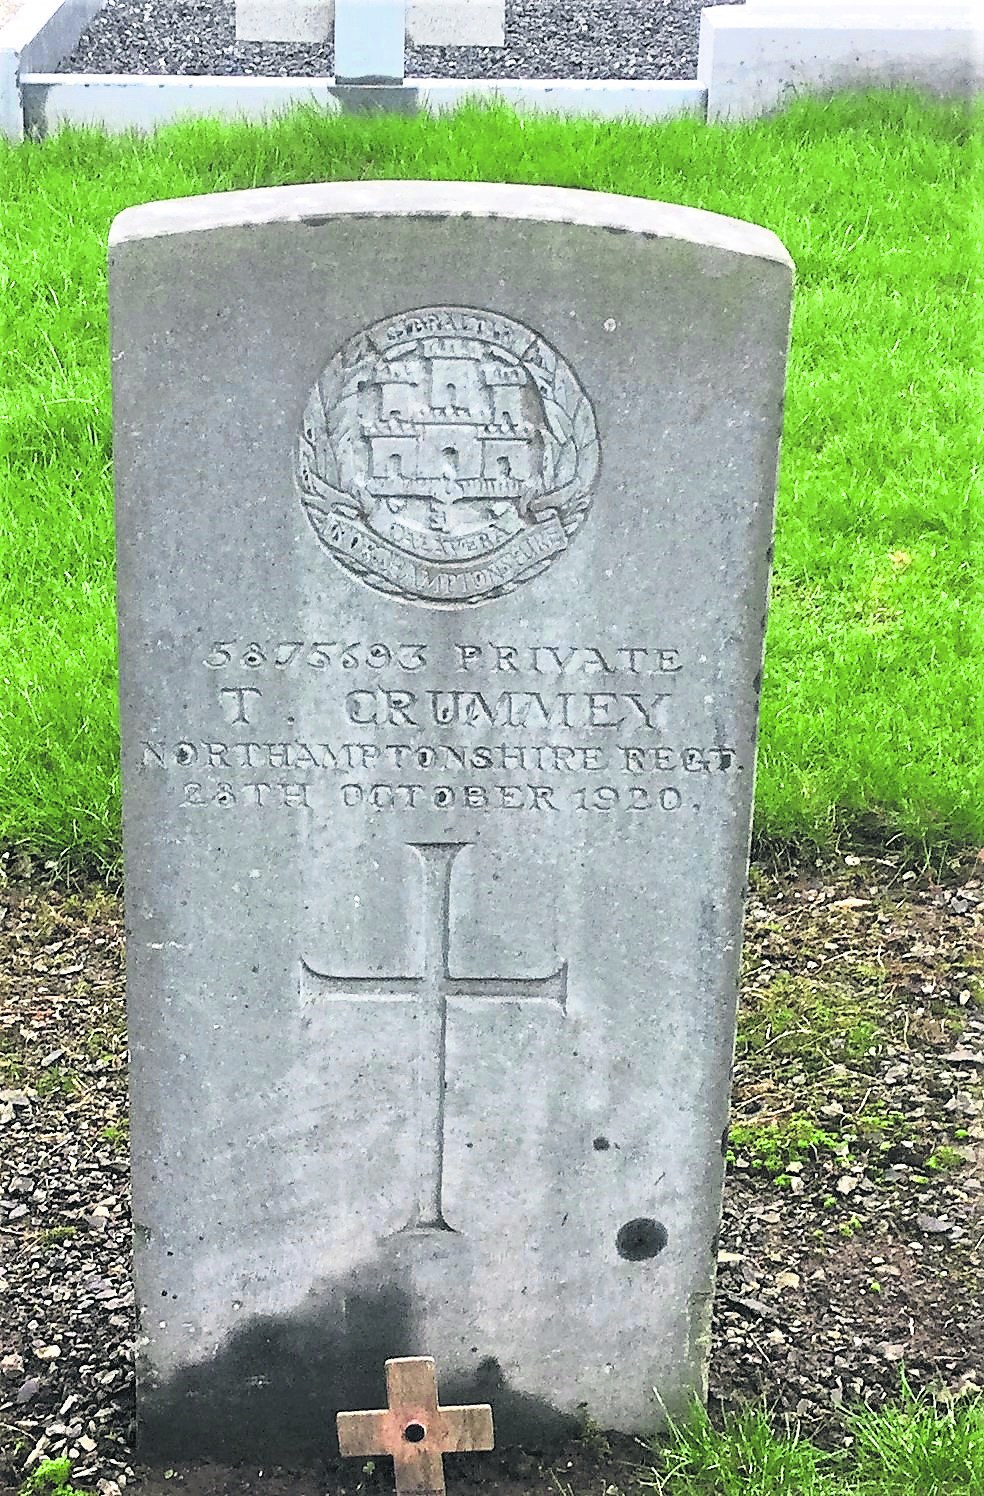 GIBRALTAR
TALAVERA
NORTHAMPTONSHIRE
5875693 PRIVATE
T. CRUMMEY
NORTHAMPTONSHIRE REGT.
28TH OCTOBER 1920.